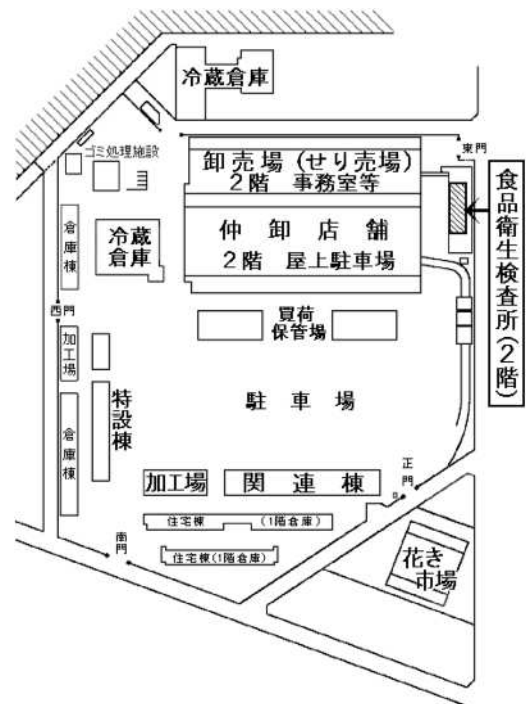 冷蔵倉庫
東門
ゴミ処理施設
卸売場(せり売場)
2階 事務室等
食品衛生検査所(2階)
倉庫棟
冷蔵
倉庫
仲卸店舗
2階 屋上駐車場
西門
買荷
保管場
加工場
特設棟
駐車場
倉庫棟
加工場
関連棟
正門
住宅棟 (1階倉庫)
南門
住宅棟(1階倉庫)
花き
市場